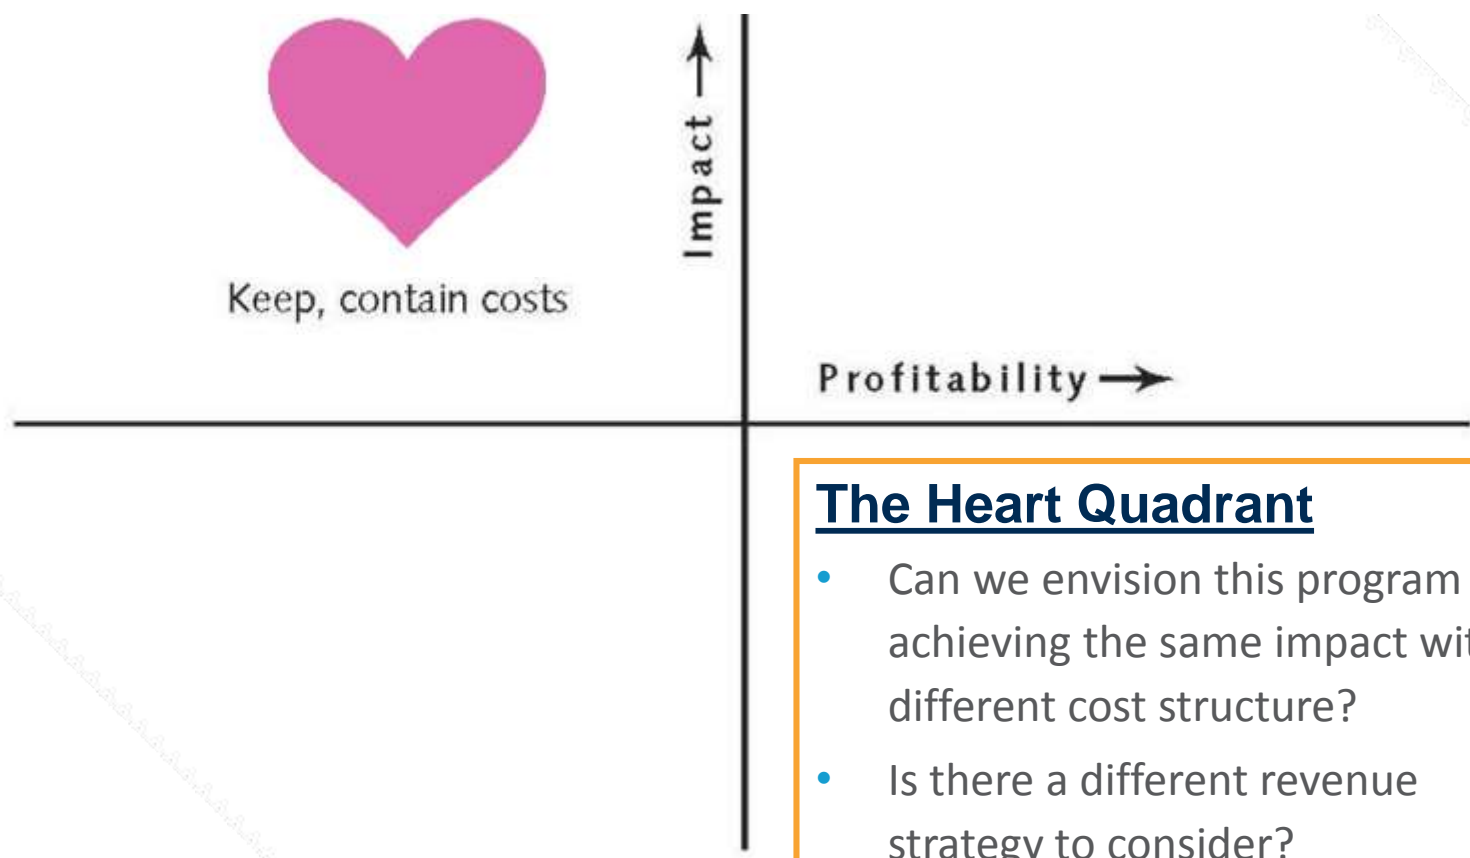 Impact
Keep, contain costs
Profitability
The Heart Quadrant
• Can we envision this program
achieving the same impact
different cost structure?
• Is there a different revenue
strategy to consider?